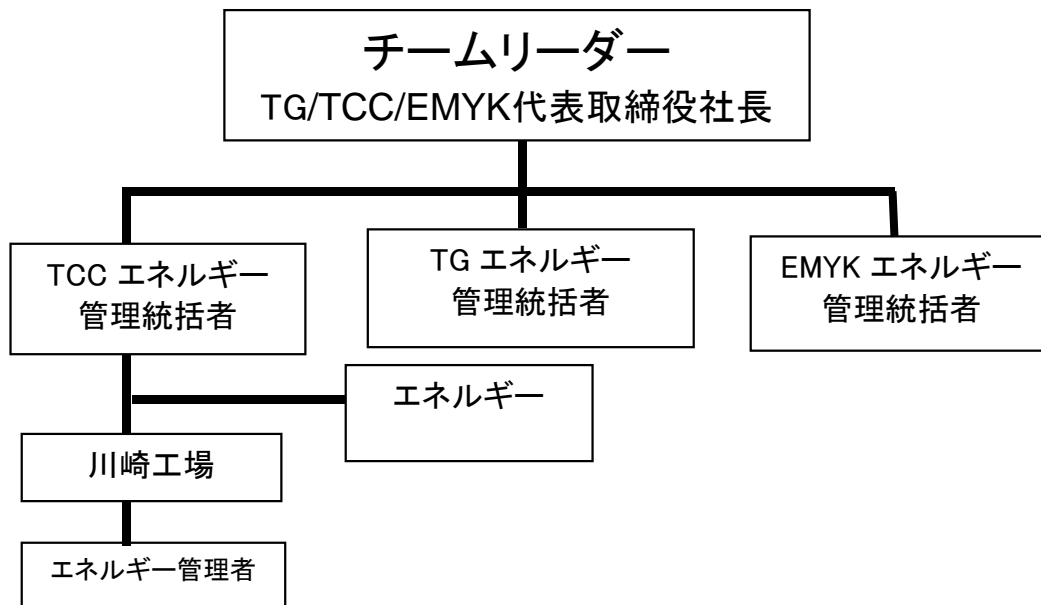 チームリーダー
TG/TCC/EMYK代表取締役社長
TCC エネルギー
管理統括者
TG エネルギー
管理統括者
EMYK エネルギー
管理統括者
エネルギー
川崎工場
エネルギー管理者